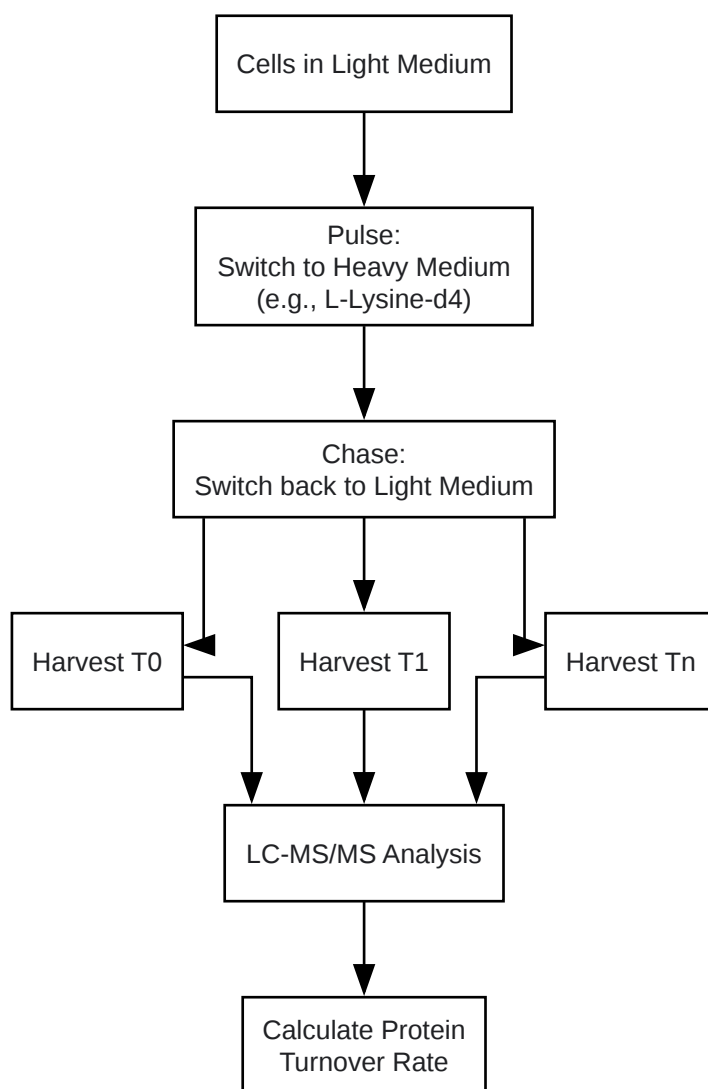 Cells in Light Medium
Pulse:
Switch to Heavy Medium
(e.g., L-Lysine-d4)
Chase:
Switch back to Light Medium
Harvest T0
Harvest T1
Harvest Tn
LC-MS/MS Analysis
Calculate Protein
Turnover Rate